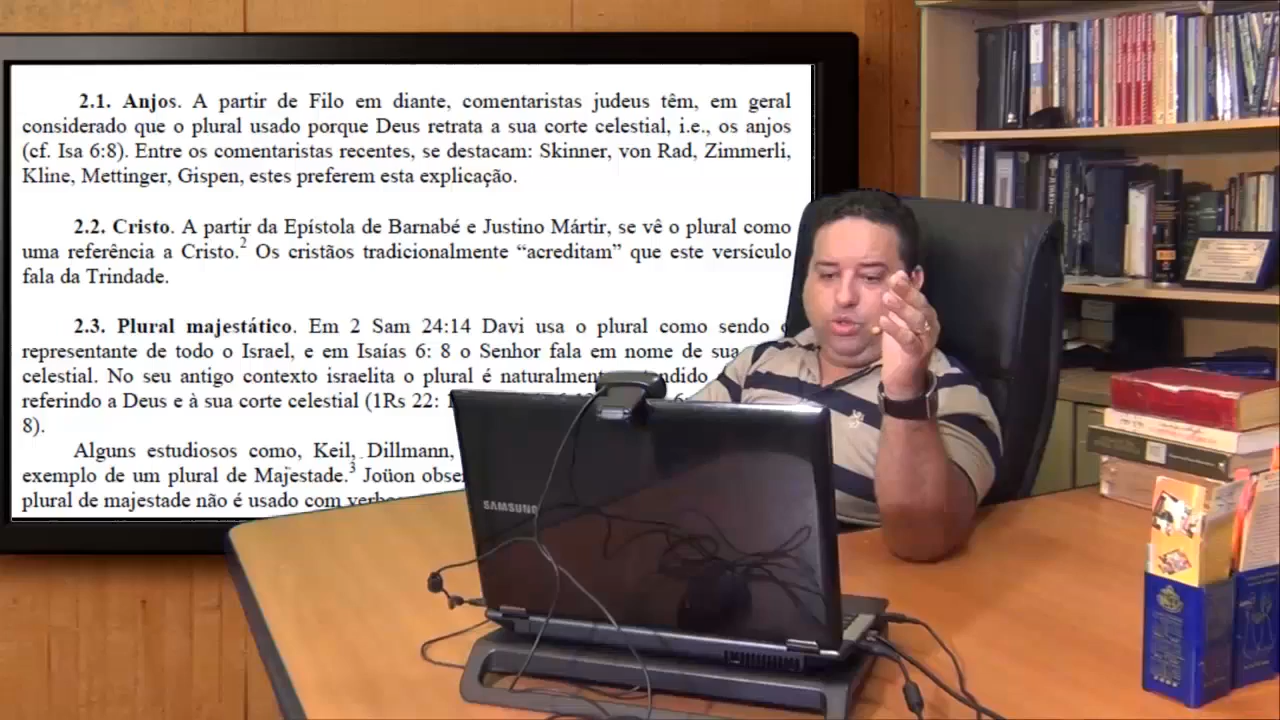 2.1. Anjos. A partir de Filo em diante, comentaristas judeus têm, em geral
considerado que o plural usado porque Deus retrata a sua corte celestial, i.e., os anjos
(cf. Isa 6:8). Entre os comentaristas recentes, se destacam: Skinner, von Rad, Zimmerli,
Kline, Mettinger, Gispen, estes preferem esta explicação.
2.2. Cristo. A partir da Epístola de Barnabé e Justino Mártir, se vê o plural como
uma referência a Cristo.2 Os cristãos tradicionalmente “acreditam” que este versículo
fala da Trindade.
2.3. Plural majestático. Em 2 Sam 24:14 Davi usa o plural como sendo
representante de todo o Israel, e em Isaías 6: 8 o Senhor fala em nome de sua
celestial. No seu antigo contexto israelita o plural é naturalmente
referindo a Deus e à sua corte celestial (1Rs 22:
8).
Alguns estudiosos como, Keil, Dillmann,
exemplo de um plural de Majestade.3 Joüon
plural de majestade não é usado com
SAMSUNG